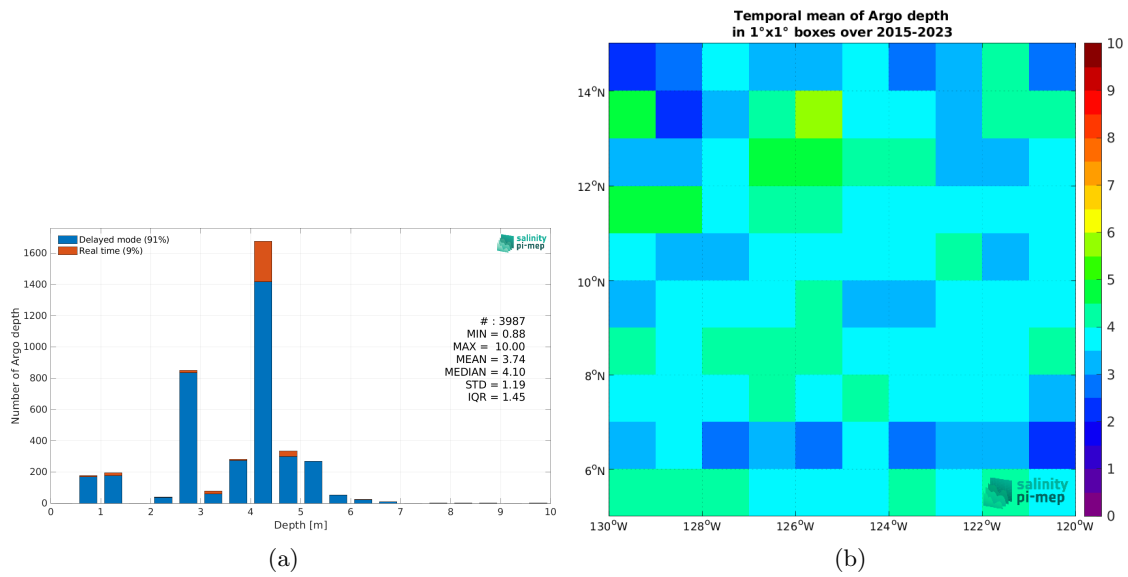 Delayed mode (91%)
Real time (9%)
salinity
pi-mep
1600
1400
1200
1000
800
600
400
200
0
Number of Argo depth
# : 3987
MIN = 0.88
MAX = 10.00
MEAN = 3.74
MEDIAN = 4.10
STD = 1.19
IQR = 1.45
0 1 2 3 4 5 6 7 8 9 10
Depth [m]
(a)
Temporal mean of Argo depth
in 1°x1° boxes over 2015-2023
14°N
12°N
10°N
8°N
6°N
130°W 128°W 126°W 124°W 122°W 120°W
salinity
pi-mep
10
9
8
7
6
5
4
3
2
1
0
(b)